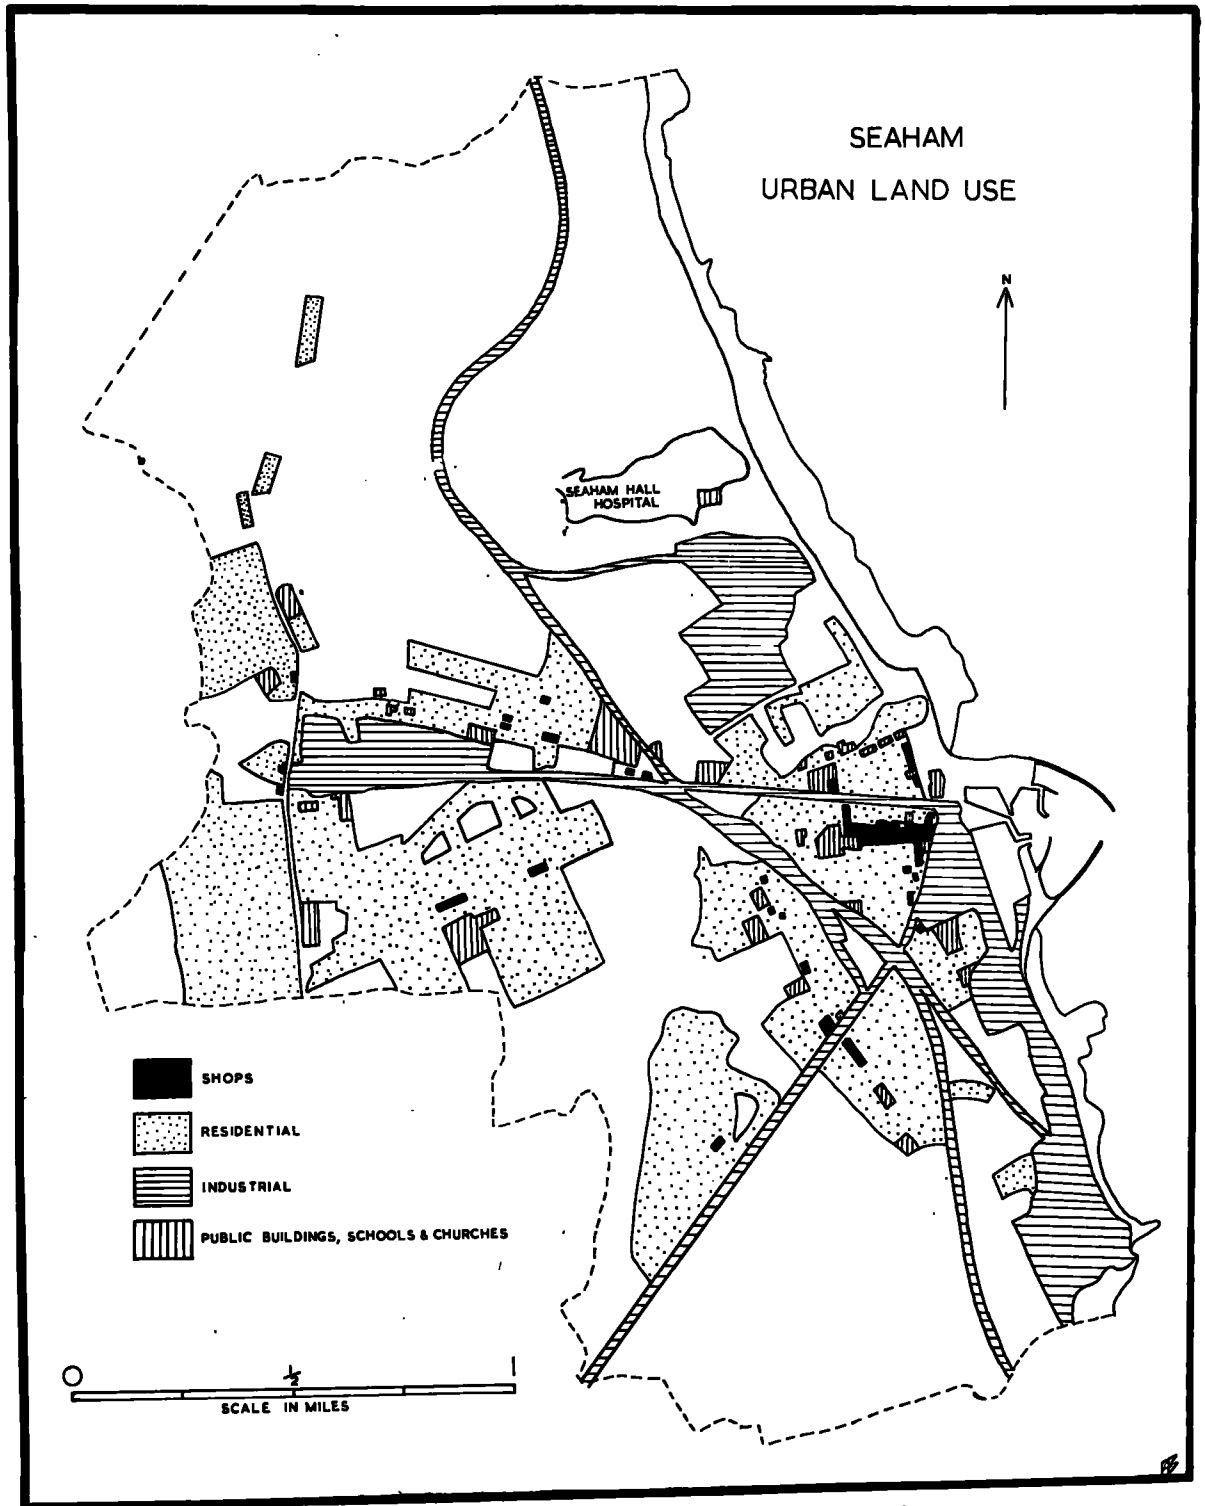 SEAHAM
URBAN LAND USE
N
SEAHAM HALL
HOSPITAL
SHOPS
RESIDENTIAL
INDUSTRIAL
PUBLIC BUILDINGS, SCHOOLS & CHURCHES
0 ½ 1
SCALE IN MILES